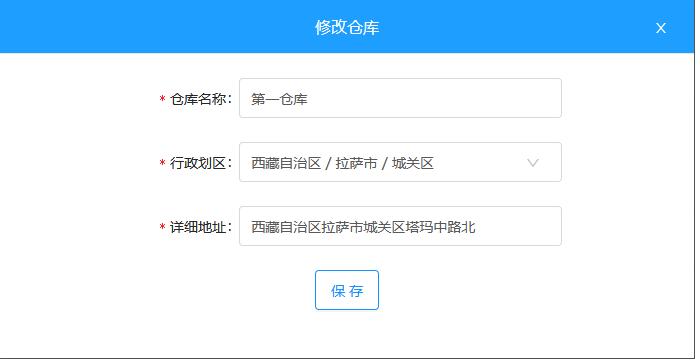 修改仓库 X
* 仓库名称: 第一仓库
* 行政划区: 西藏自治区 / 拉萨市 / 城关区
* 详细地址: 西藏自治区拉萨市城关区塔玛中路北
保 存